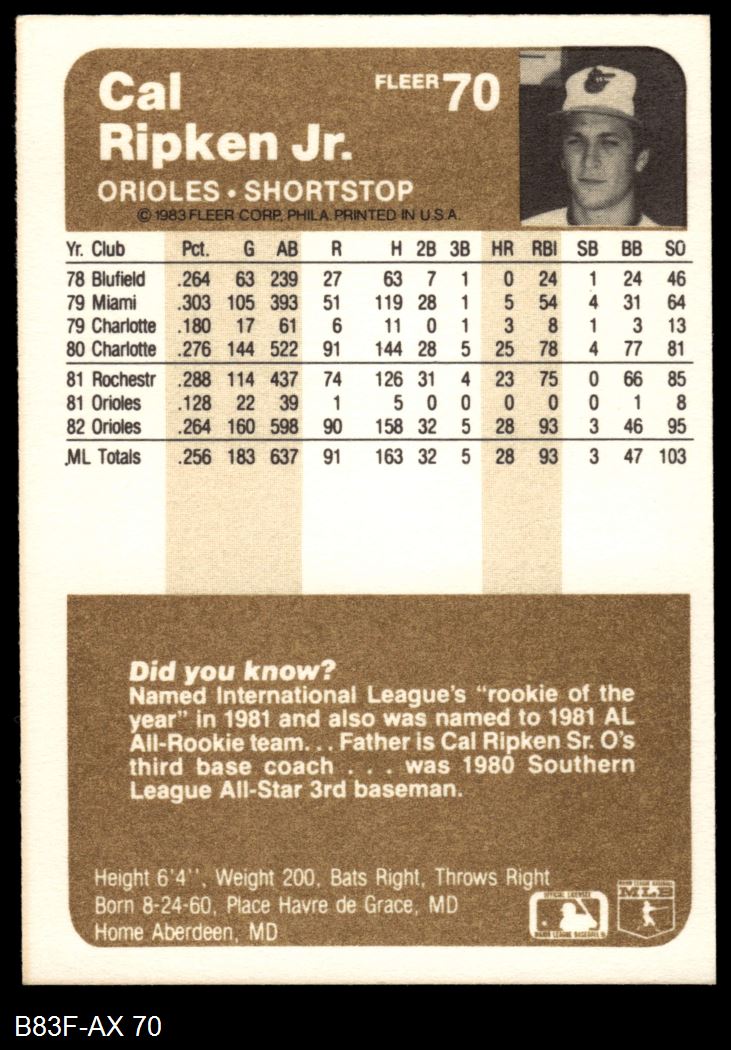 Cal
Ripken Jr.
FLEER 70
ORIOLES • SHORTSTOP
© 1983 FLEER CORP. PHILA. PRINTED IN U.S.A.
Yr. Club Pct. G AB R H 2B 3B HR RBI SB BB SO
78 Blufield .264 63 239 27 63 7 1 0 24 1 24 46
79 Miami .303 105 393 51 119 28 1 5 54 4 31 64
79 Charlotte .180 17 61 6 11 0 1 3 8 1 3 13
80 Charlotte .276 144 522 91 144 28 5 25 78 4 77 81
81 Rochestr .288 114 437 74 126 31 4 23 75 0 66 85
81 Orioles .128 22 39 1 5 0 0 0 0 0 1 8
82 Orioles .264 160 598 90 158 32 5 28 93 3 46 95
ML Totals .256 183 637 91 163 32 5 28 93 3 47 103
Did you know?
Named International League's "rookie of the
year" in 1981 and also was named to 1981 AL
All-Rookie team. . . Father is Cal Ripken Sr. O's
third base coach . . . was 1980 Southern
League All-Star 3rd baseman.
Height 6'4'', Weight 200, Bats Right, Throws Right
Born 8-24-60, Place Havre de Grace, MD
Home Aberdeen, MD
OFFICIAL LICENSEE
MAJOR LEAGUE BASEBALL
MAJOR LEAGUE BASEBALL
MLB
B83F-AX 70